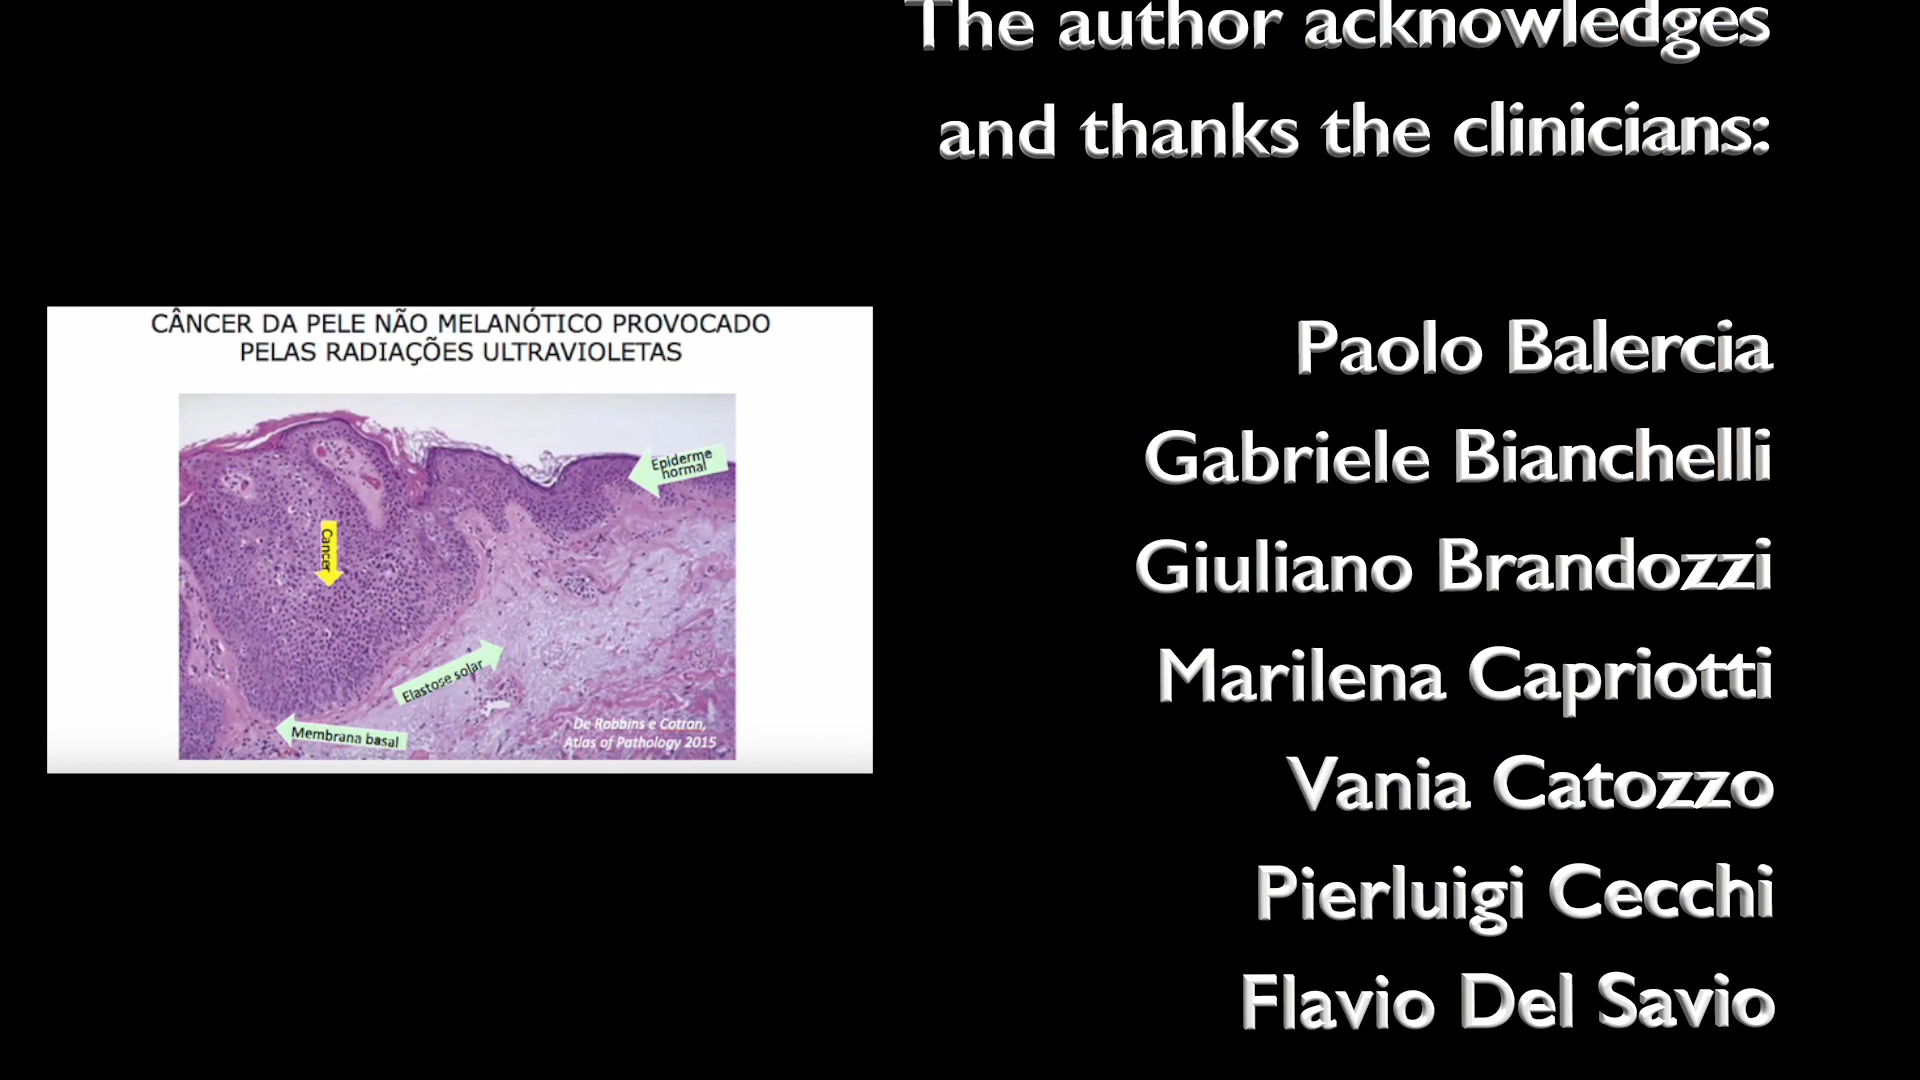 The author acknowledges
and thanks the clinicians:
CÂNCER DA PELE NÃO MELANÓTICO PROVOCADO
PELAS RADIAÇÕES ULTRAVIOLETAS
Epiderme
normal
Cancer
Elastose solar
Membrana basal
De Robbins e Cotran,
Atlas of Pathology 2015
Paolo Balercia
Gabriele Bianchelli
Giuliano Brandozzi
Marilena Capriotti
Vania Catozzo
Pierluigi Cecchi
Flavio Del Savio